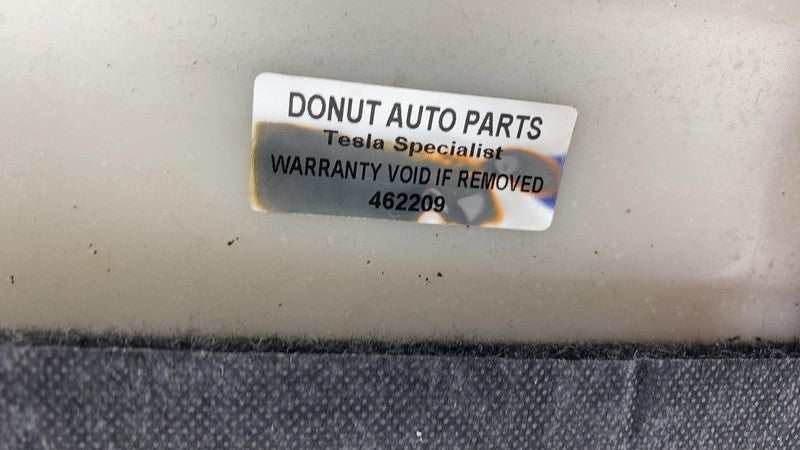 DONUT AUTO PARTS
Tesla Specialist
WARRANTY VOID IF REMOVED
462209